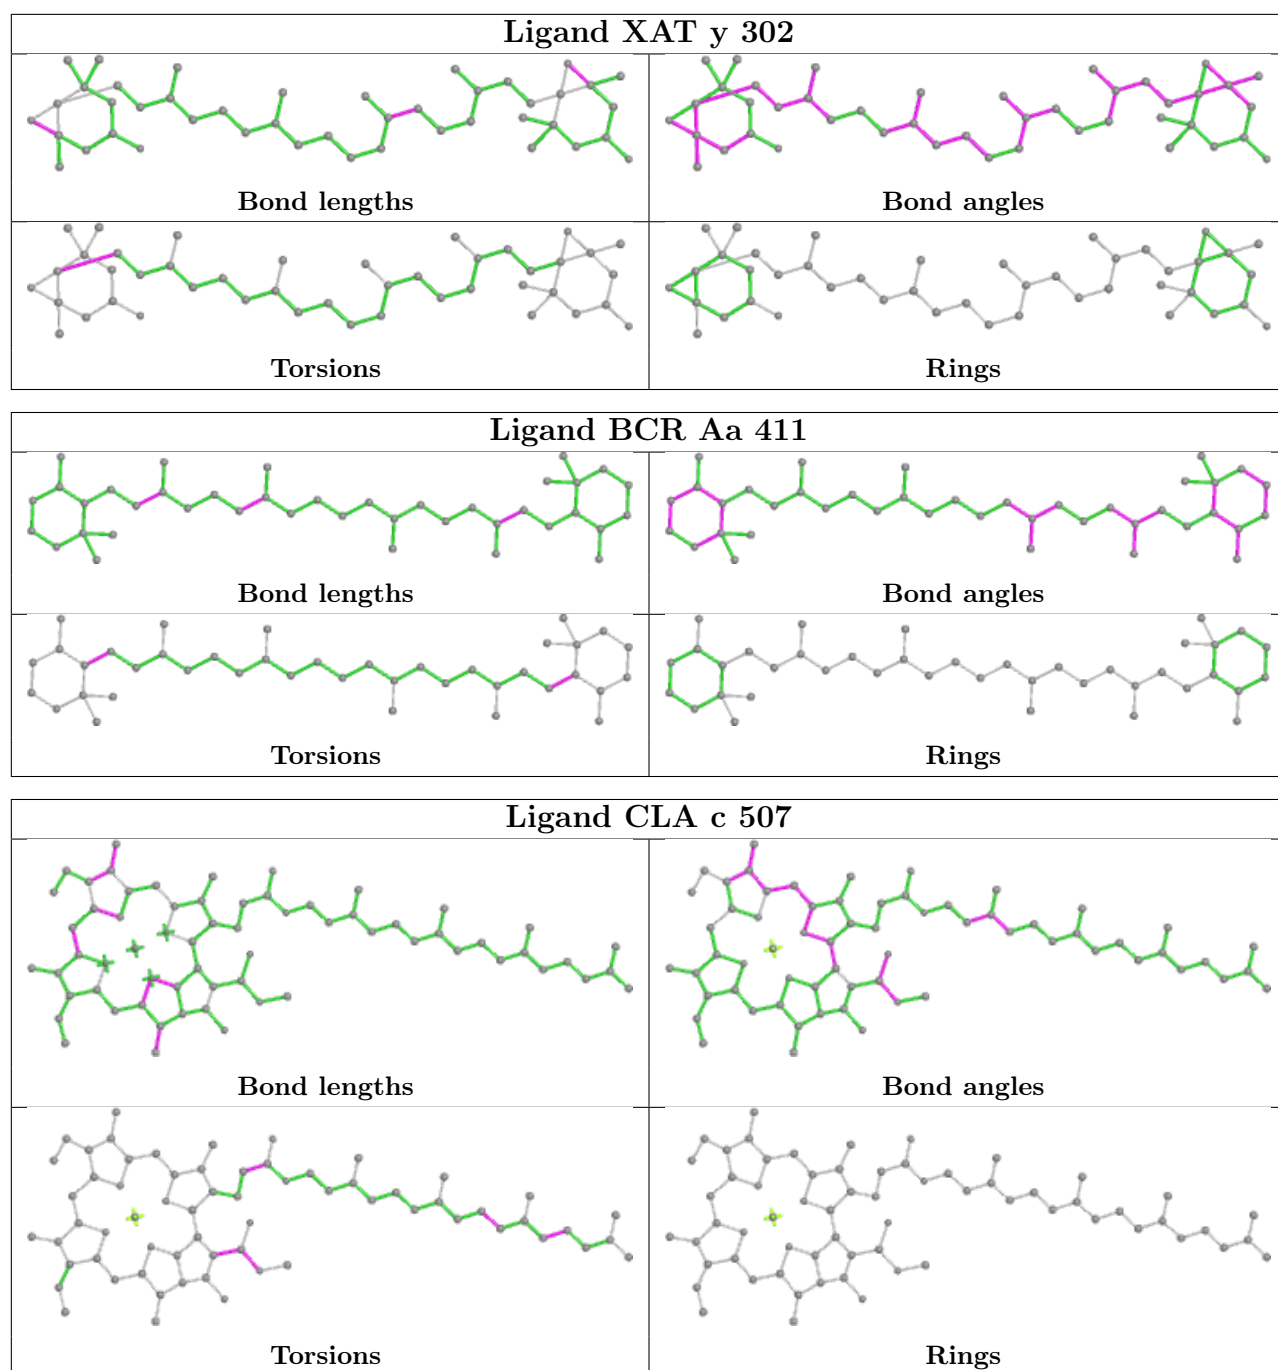 Ligand XAT y 302
Bond lengths
Bond angles
Torsions
Rings
Ligand BCR Aa 411
Bond lengths
Bond angles
Torsions
Rings
Ligand CLA c 507
Bond lengths
Bond angles
Torsions
Rings